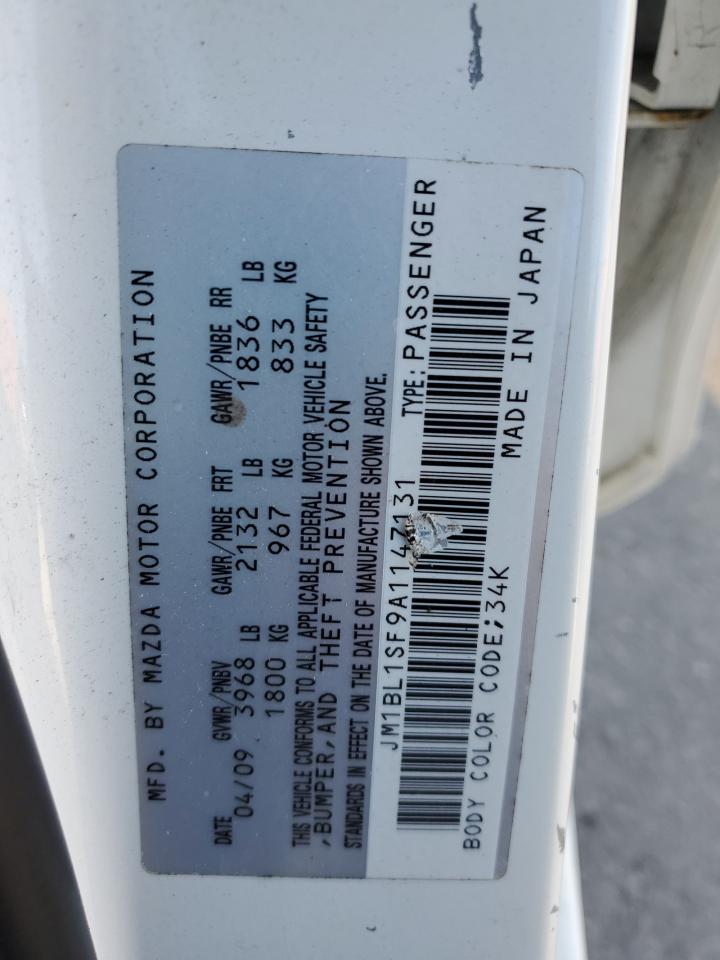 MFD. BY MAZDA MOTOR CORPORATION
DATE GVWR/PNBV GAWR/PNBE FRT GAWR/PNBE RR
04/09 3968 LB 2132 LB 1836 LB
1800 KG 967 KG 833 KG
THIS VEHICLE CONFORMS TO ALL APPLICABLE FEDERAL MOTOR VEHICLE SAFETY
,BUMPER,AND THEFT PREVENTION
STANDARDS IN EFFECT ON THE DATE OF MANUFACTURE SHOWN ABOVE.
JM1BL1SF9A1147131 TYPE:PASSENGER
BODY COLOR CODE;34K MADE IN JAPAN